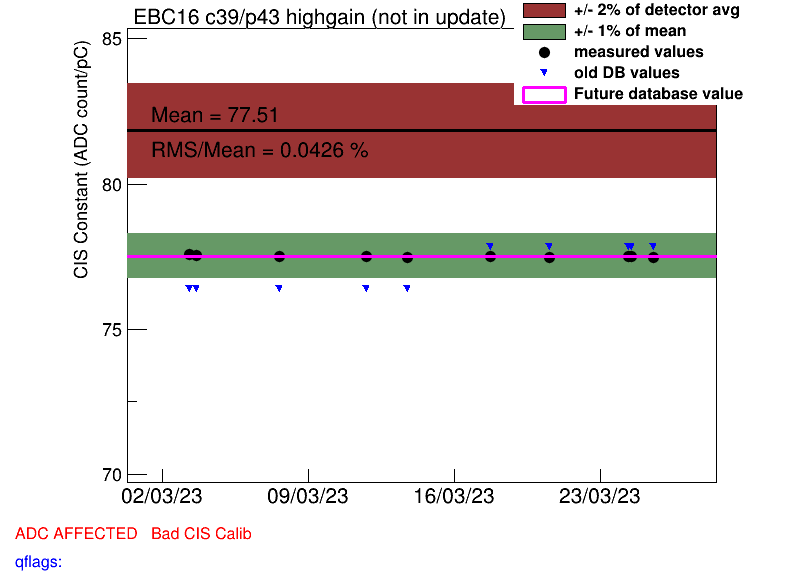 EBC16 c39/p43 highgain (not in update)
+/- 2% of detector avg
+/- 1% of mean
measured values
old DB values
Future database value
CIS Constant (ADC count/pC)
85
80
75
70
Mean = 77.51
RMS/Mean = 0.0426 %
02/03/23 09/03/23 16/03/23 23/03/23
ADC AFFECTED Bad CIS Calib
qflags: